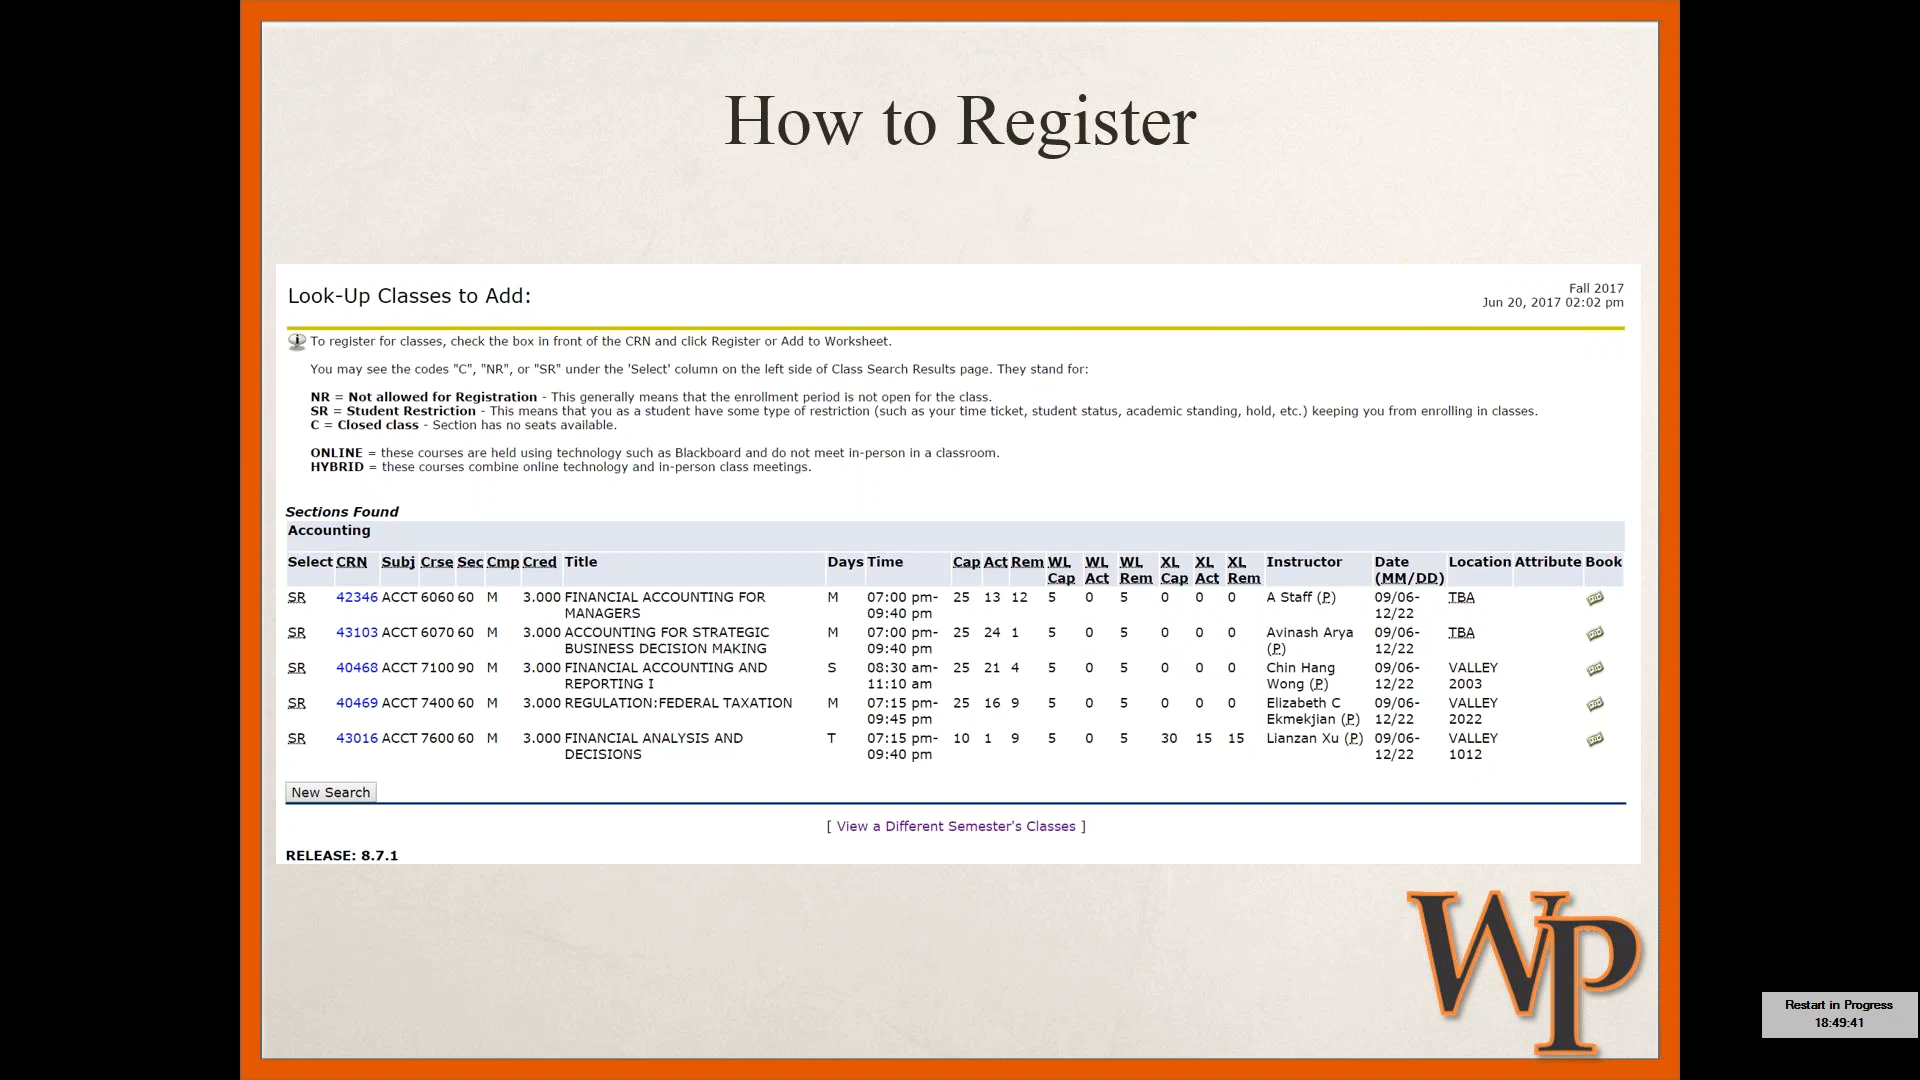 How to Register
Look-Up Classes to Add:
Fall 2017
Jun 20, 2017 02:02 pm
To register for classes, check the box in front of the CRN and click Register or Add to Worksheet.
You may see the codes "C", "NR", or "SR" under the 'Select' column on the left side of Class Search Results page. They stand for:
NR = Not allowed for Registration - This generally means that the enrollment period is not open for the class.
SR = Student Restriction - This means that you as a student have some type of restriction (such as your time ticket, student status, academic standing, hold, etc.) keeping you from enrolling in classes.
C = Closed class - Section has no seats available.
ONLINE = these courses are held using technology such as Blackboard and do not meet in-person in a classroom.
HYBRID = these courses combine online technology and in-person class meetings.
Sections Found
Accounting
Select CRN Subj Crse Sec Cmp Cred Title Days Time Cap Act Rem WL WL WL XL XL XL Instructor Date Location Attribute Book
Cap Act Rem Cap Act Rem (MM/DD)
SR 42346 ACCT 6060 60 M 3.000 FINANCIAL ACCOUNTING FOR M 07:00 pm- 25 13 12 5 0 5 0 0 0 A Staff (P) 09/06- TBA
MANAGERS 09:40 pm 12/22
SR 43103 ACCT 6070 60 M 3.000 ACCOUNTING FOR STRATEGIC M 07:00 pm- 25 24 1 5 0 5 0 0 0 Avinash Arya 09/06- TBA
BUSINESS DECISION MAKING 09:40 pm (P) 12/22
SR 40468 ACCT 7100 90 M 3.000 FINANCIAL ACCOUNTING AND S 08:30 am- 25 21 4 5 0 5 0 0 0 Chin Hang 09/06- VALLEY
REPORTING I 11:10 am Wong (P) 12/22 2003
SR 40469 ACCT 7400 60 M 3.000 REGULATION:FEDERAL TAXATION M 07:15 pm- 25 16 9 5 0 5 0 0 0 Elizabeth C 09/06- VALLEY
09:45 pm Ekmekjian (P) 12/22 2022
SR 43016 ACCT 7600 60 M 3.000 FINANCIAL ANALYSIS AND T 07:15 pm- 10 1 9 5 0 5 30 15 15 Lianzan Xu (P) 09/06- VALLEY
DECISIONS 09:40 pm 12/22 1012
New Search
[ View a Different Semester's Classes ]
RELEASE: 8.7.1
WP
Restart in Progress
18:49:41